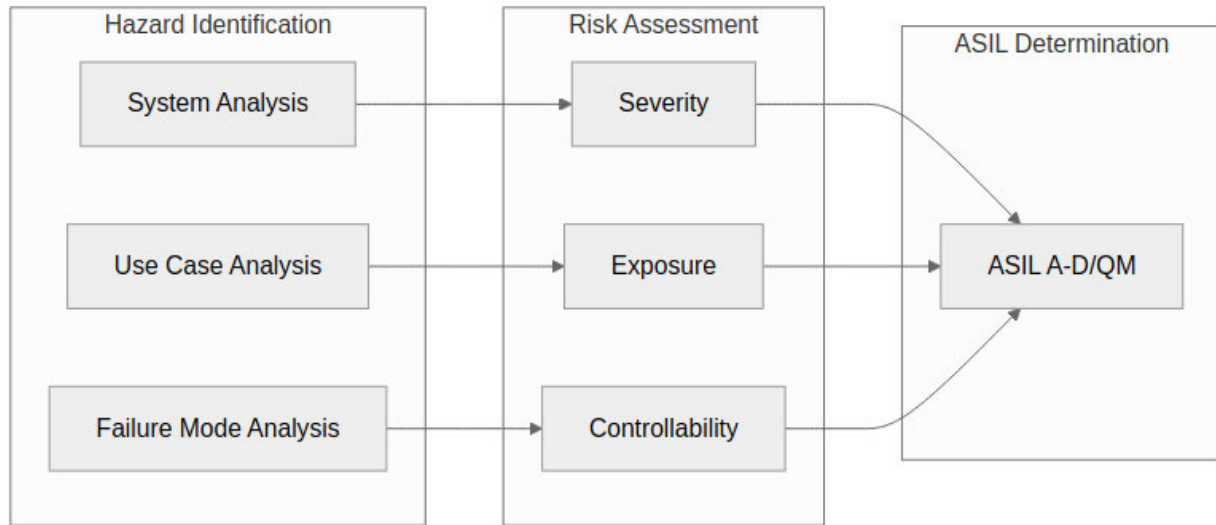 Hazard Identification
System Analysis
Use Case Analysis
Failure Mode Analysis
Risk Assessment
Severity
Exposure
Controllability
ASIL Determination
ASIL A-D/QM